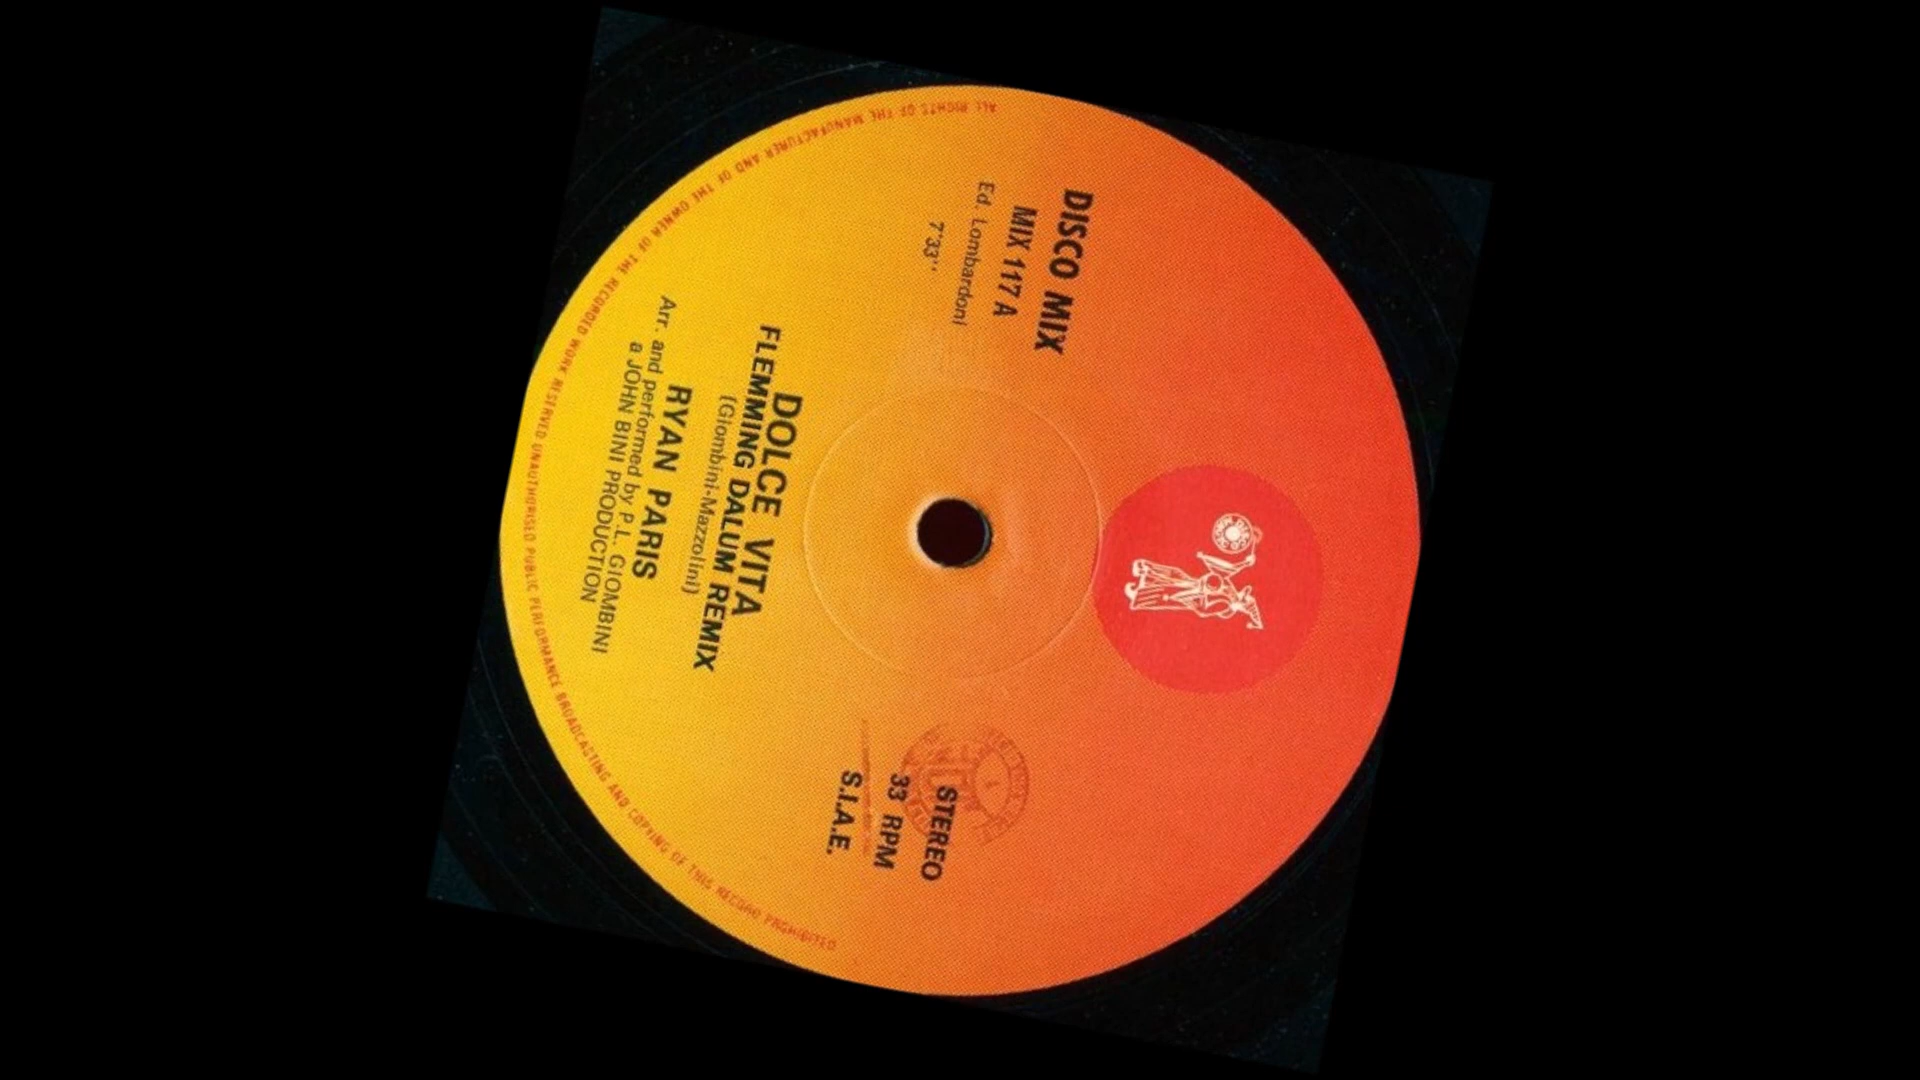 DISCO MIX
MIX 117 A
Ed. Lombardoni
7'33''
STEREO
33 RPM
S.I.A.E.
DOLCE VITA
FLEMMING DALUM REMIX
(Giombini-Mazzolini)
RYAN PARIS
Arr. and performed by P.L. GIOMBINI
a JOHN BINI PRODUCTION
ALL RIGHTS OF THE MANUFACTURER AND OF THE OWNER OF THE RECORDED WORK RESERVED UNAUTHORISED PUBLIC PERFORMANCE BROADCASTING AND COPYING OF THIS RECORD PROHIBITED